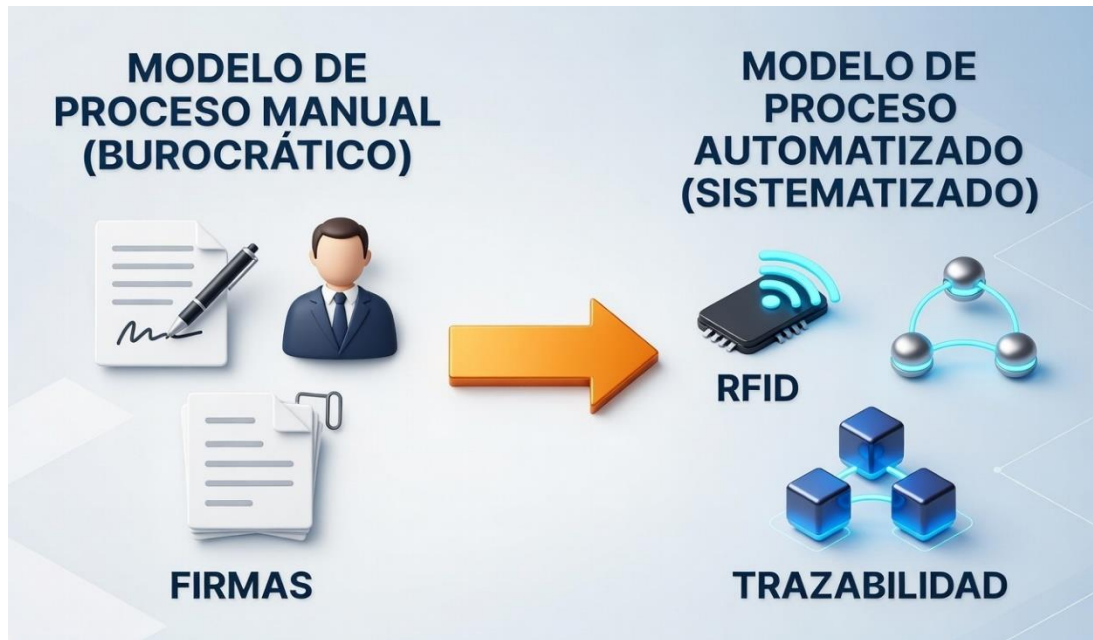 MODELO DE
PROCESO MANUAL
(BUROCRÁTICO)
FIRMAS
MODELO DE
PROCESO
AUTOMATIZADO
(SISTEMATIZADO)
RFID
TRAZABILIDAD